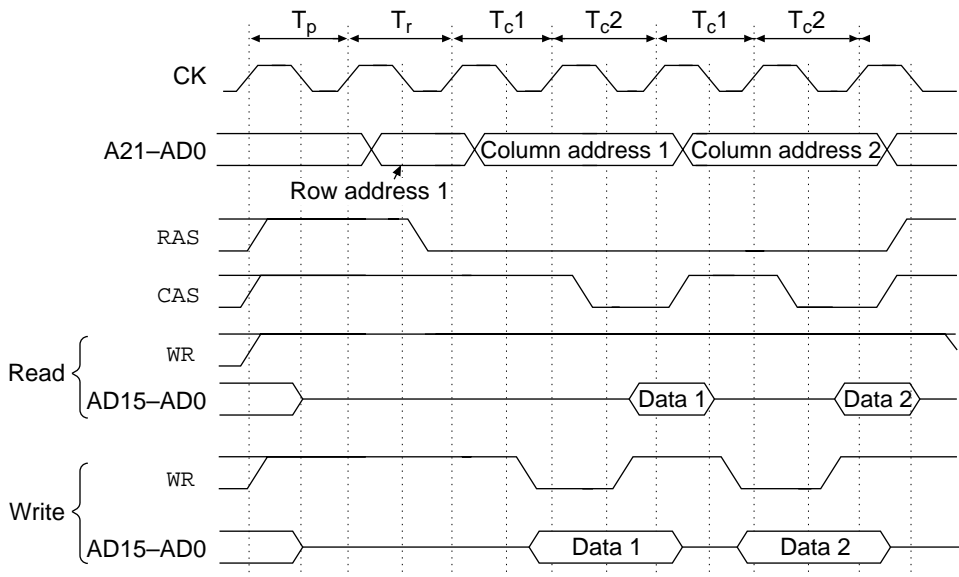 Tp Tr Tc1 Tc2 Tc1 Tc2
CK
A21–AD0 Column address 1 Column address 2
Row address 1
RAS
CAS
WR
Read
AD15–AD0 Data 1 Data 2
WR
Write
AD15–AD0 Data 1 Data 2